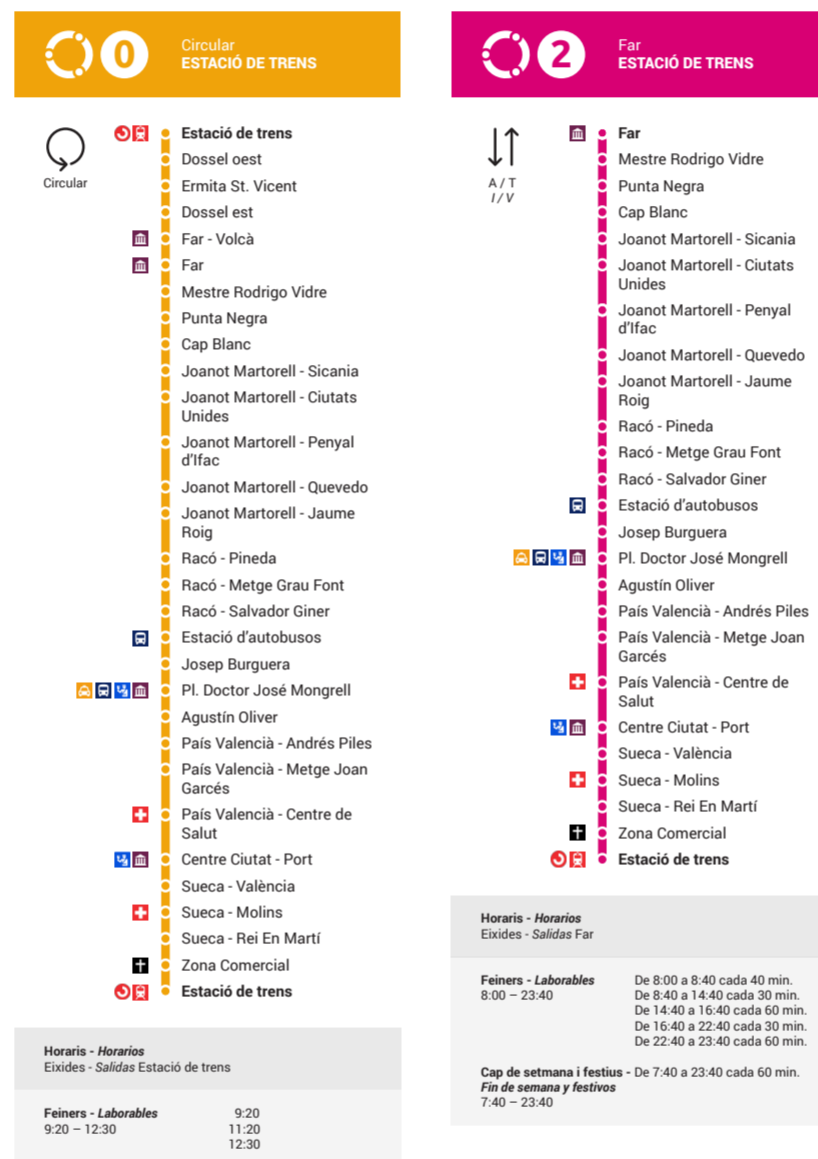 0
Circular
ESTACIÓ DE TRENS
Circular
Estació de trens
Dossel oest
Ermita St. Vicent
Dossel est
Far - Volcà
Far
Mestre Rodrigo Vidre
Punta Negra
Cap Blanc
Joanot Martorell - Sicania
Joanot Martorell - Ciutats
Unides
Joanot Martorell - Penyal
d'Ifac
Joanot Martorell - Quevedo
Joanot Martorell - Jaume
Roig
Racó - Pineda
Racó - Metge Grau Font
Racó - Salvador Giner
Estació d'autobusos
Josep Burguera
Pl. Doctor José Mongrell
Agustín Oliver
País Valencià - Andrés Piles
País Valencià - Metge Joan
Garcés
País Valencià - Centre de
Salut
Centre Ciutat - Port
Sueca - València
Sueca - Molins
Sueca - Rei En Martí
Zona Comercial
Estació de trens
Horaris - Horarios
Eixides - Salidas Estació de trens
Feiners - Laborables 9:20
9:20 – 12:30 11:20
12:30
2
Far
ESTACIÓ DE TRENS
A / T
I / V
Far
Mestre Rodrigo Vidre
Punta Negra
Cap Blanc
Joanot Martorell - Sicania
Joanot Martorell - Ciutats
Unides
Joanot Martorell - Penyal
d'Ifac
Joanot Martorell - Quevedo
Joanot Martorell - Jaume
Roig
Racó - Pineda
Racó - Metge Grau Font
Racó - Salvador Giner
Estació d'autobusos
Josep Burguera
Pl. Doctor José Mongrell
Agustín Oliver
País Valencià - Andrés Piles
País Valencià - Metge Joan
Garcés
País Valencià - Centre de
Salut
Centre Ciutat - Port
Sueca - València
Sueca - Molins
Sueca - Rei En Martí
Zona Comercial
Estació de trens
Horaris - Horarios
Eixides - Salidas Far
Feiners - Laborables De 8:00 a 8:40 cada 40 min.
8:00 – 23:40 De 8:40 a 14:40 cada 30 min.
De 14:40 a 16:40 cada 60 min.
De 16:40 a 22:40 cada 30 min.
De 22:40 a 23:40 cada 60 min.
Cap de setmana i festius - De 7:40 a 23:40 cada 60 min.
Fin de semana y festivos
7:40 – 23:40